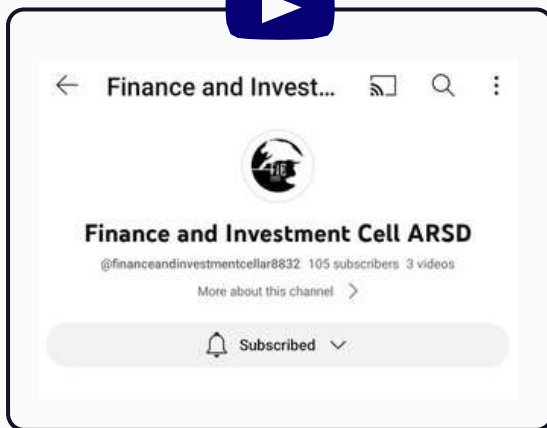 Finance and Invest...
Finance and Investment Cell ARSD
@financeandinvestmentcellar8832 105 subscribers 3 videos
More about this channel
Subscribed